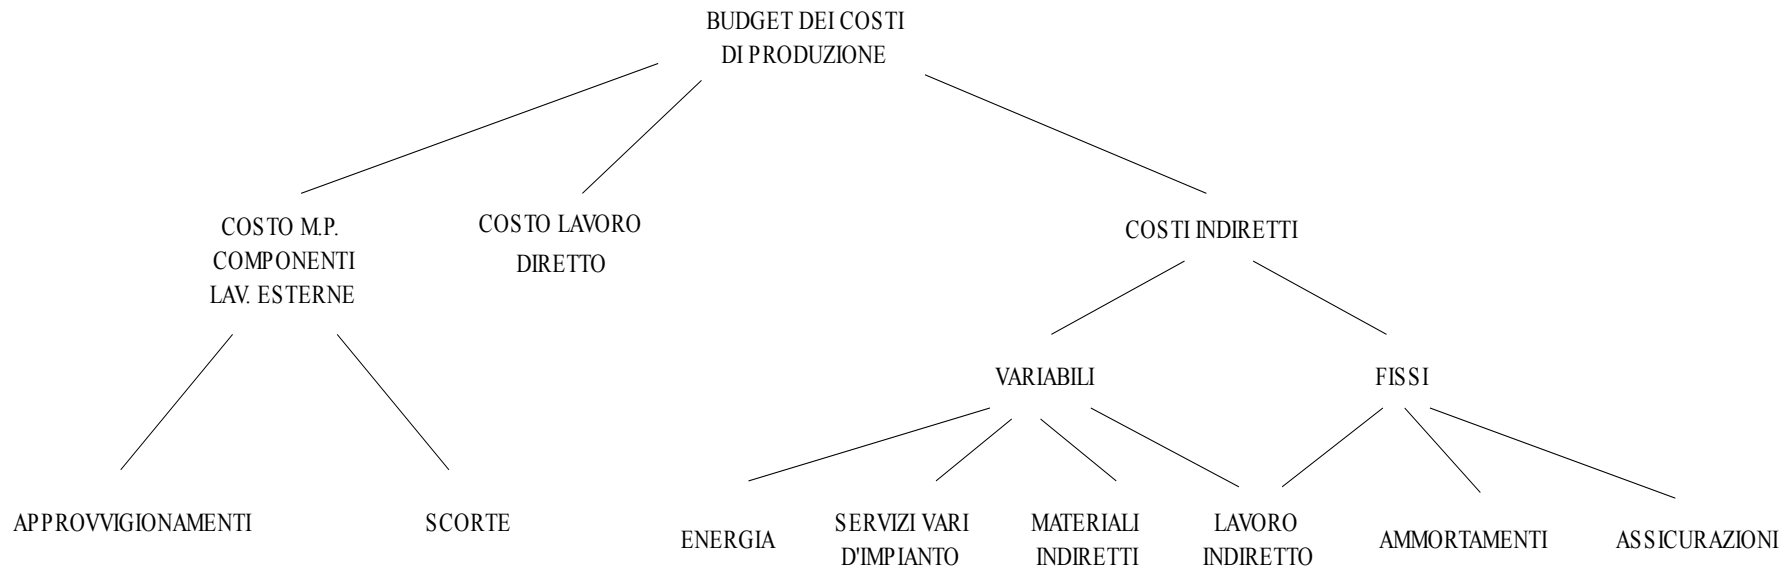 BUDGET DEI COSTI
DI PRODUZIONE
COSTO M.P.
COMPONENTI
LAV. ESTERNE
COSTO LAVORO
DIRETTO
COSTI INDIRETTI
VARIABILI
FISSI
APPROVVIGIONAMENTI
SCORTE
ENERGIA
SERVIZI VARI
D'IMPIANTO
MATERIALI
INDIRETTI
LAVORO
INDIRETTO
AMMORTAMENTI
ASSICURAZIONI